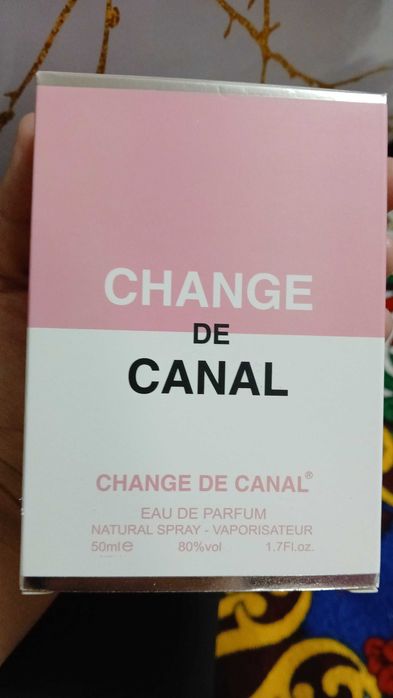 CHANGE
DE
CANAL
CHANGE DE CANAL®
EAU DE PARFUM
NATURAL SPRAY - VAPORISATEUR
50ml℮ 80%vol 1.7Fl.oz.